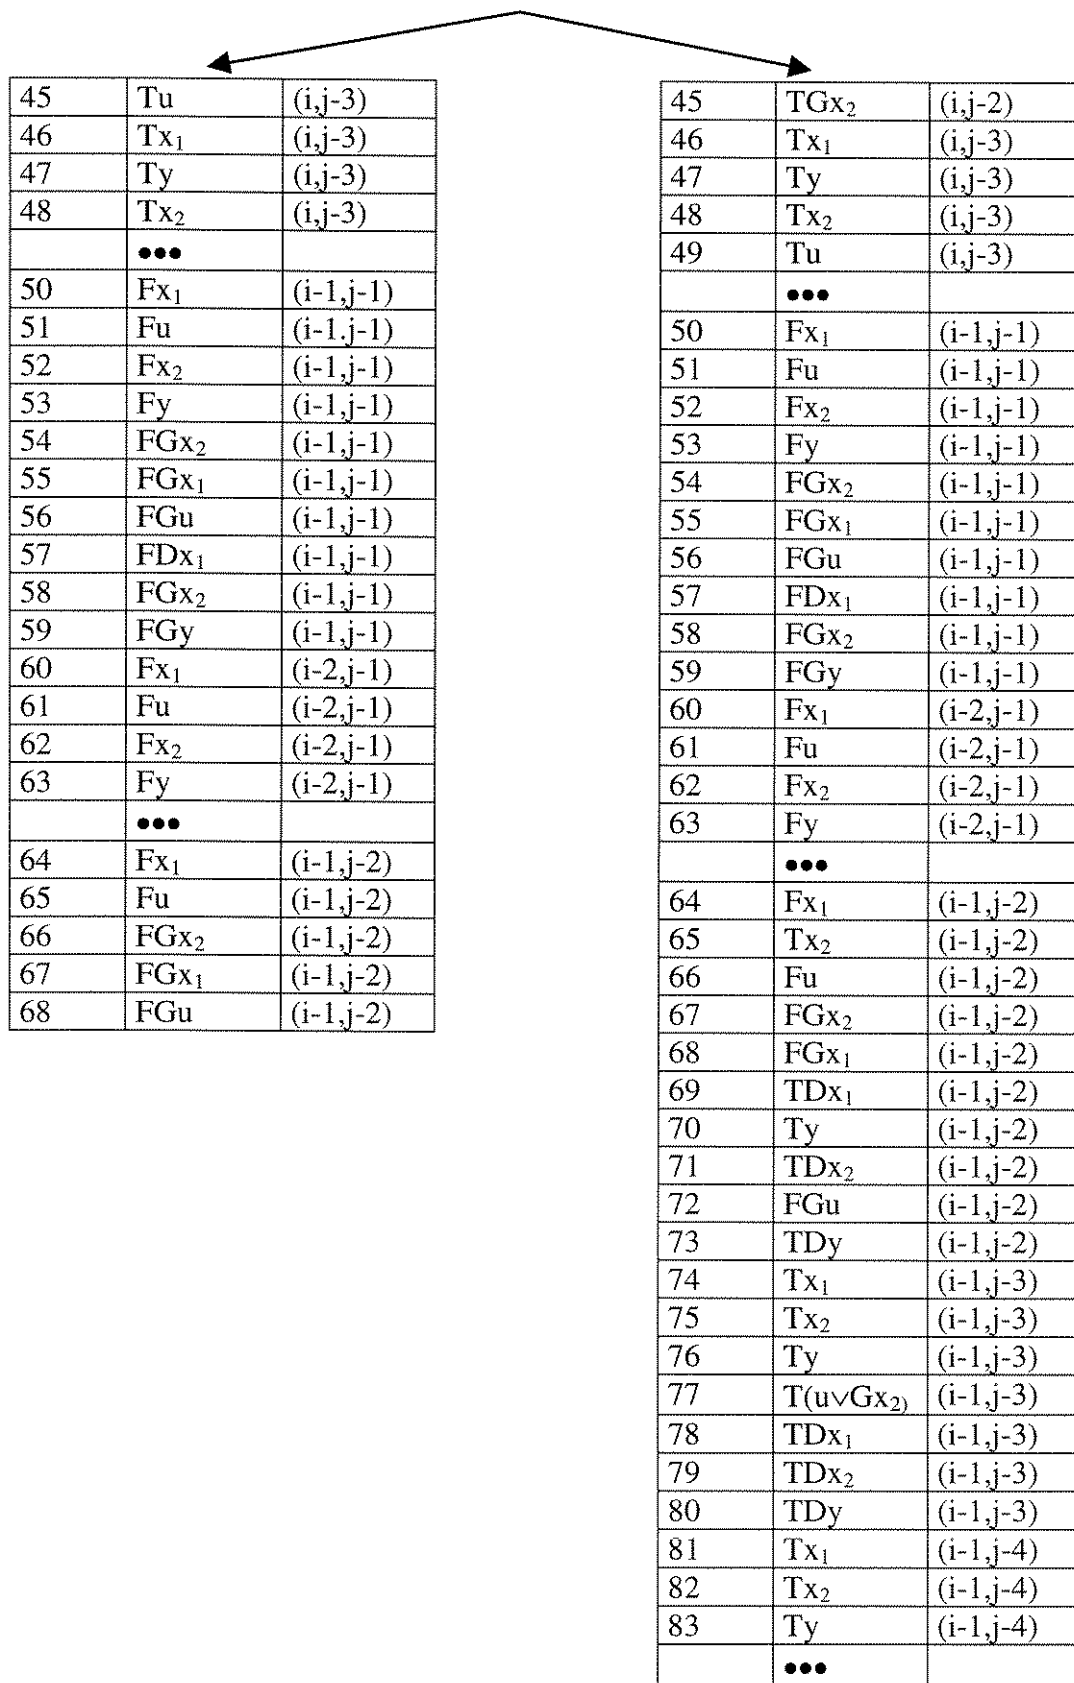 45 Tu (i,j-3)
46 Tx₁ (i,j-3)
47 Ty (i,j-3)
48 Tx₂ (i,j-3)
•••
50 Fx₁ (i-1,j-1)
51 Fu (i-1.j-1)
52 Fx₂ (i-1,j-1)
53 Fy (i-1,j-1)
54 FGx₂ (i-1,j-1)
55 FGx₁ (i-1,j-1)
56 FGu (i-1,j-1)
57 FDx₁ (i-1,j-1)
58 FGx₂ (i-1,j-1)
59 FGy (i-1,j-1)
60 Fx₁ (i-2,j-1)
61 Fu (i-2,j-1)
62 Fx₂ (i-2,j-1)
63 Fy (i-2,j-1)
•••
64 Fx₁ (i-1,j-2)
65 Fu (i-1,j-2)
66 FGx₂ (i-1,j-2)
67 FGx₁ (i-1,j-2)
68 FGu (i-1,j-2)
45 TGx₂ (i,j-2)
46 Tx₁ (i,j-3)
47 Ty (i,j-3)
48 Tx₂ (i,j-3)
49 Tu (i,j-3)
•••
50 Fx₁ (i-1,j-1)
51 Fu (i-1,j-1)
52 Fx₂ (i-1,j-1)
53 Fy (i-1,j-1)
54 FGx₂ (i-1,j-1)
55 FGx₁ (i-1,j-1)
56 FGu (i-1,j-1)
57 FDx₁ (i-1,j-1)
58 FGx₂ (i-1,j-1)
59 FGy (i-1,j-1)
60 Fx₁ (i-2,j-1)
61 Fu (i-2,j-1)
62 Fx₂ (i-2,j-1)
63 Fy (i-2,j-1)
•••
64 Fx₁ (i-1,j-2)
65 Tx₂ (i-1,j-2)
66 Fu (i-1,j-2)
67 FGx₂ (i-1,j-2)
68 FGx₁ (i-1,j-2)
69 TDx₁ (i-1,j-2)
70 Ty (i-1,j-2)
71 TDx₂ (i-1,j-2)
72 FGu (i-1,j-2)
73 TDy (i-1,j-2)
74 Tx₁ (i-1,j-3)
75 Tx₂ (i-1,j-3)
76 Ty (i-1,j-3)
77 T(u∨Gx₂₎ (i-1,j-3)
78 TDx₁ (i-1,j-3)
79 TDx₂ (i-1,j-3)
80 TDy (i-1,j-3)
81 Tx₁ (i-1,j-4)
82 Tx₂ (i-1,j-4)
83 Ty (i-1,j-4)
•••